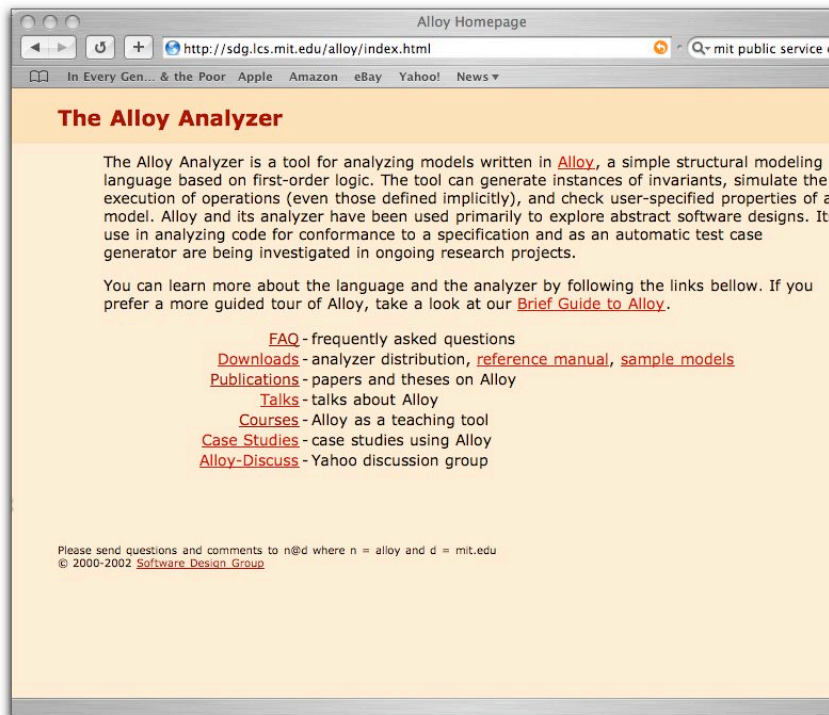 Alloy Homepage
http://sdg.lcs.mit.edu/alloy/index.html
mit public service
In Every Gen... & the Poor Apple Amazon eBay Yahoo! News
The Alloy Analyzer
The Alloy Analyzer is a tool for analyzing models written in Alloy, a simple structural modeling
language based on first-order logic. The tool can generate instances of invariants, simulate the
execution of operations (even those defined implicitly), and check user-specified properties of a
model. Alloy and its analyzer have been used primarily to explore abstract software designs. It
use in analyzing code for conformance to a specification and as an automatic test case
generator are being investigated in ongoing research projects.
You can learn more about the language and the analyzer by following the links bellow. If you
prefer a more guided tour of Alloy, take a look at our Brief Guide to Alloy.
FAQ - frequently asked questions
Downloads - analyzer distribution, reference manual, sample models
Publications - papers and theses on Alloy
Talks - talks about Alloy
Courses - Alloy as a teaching tool
Case Studies - case studies using Alloy
Alloy-Discuss - Yahoo discussion group
Please send questions and comments to n@d where n = alloy and d = mit.edu
© 2000-2002 Software Design Group